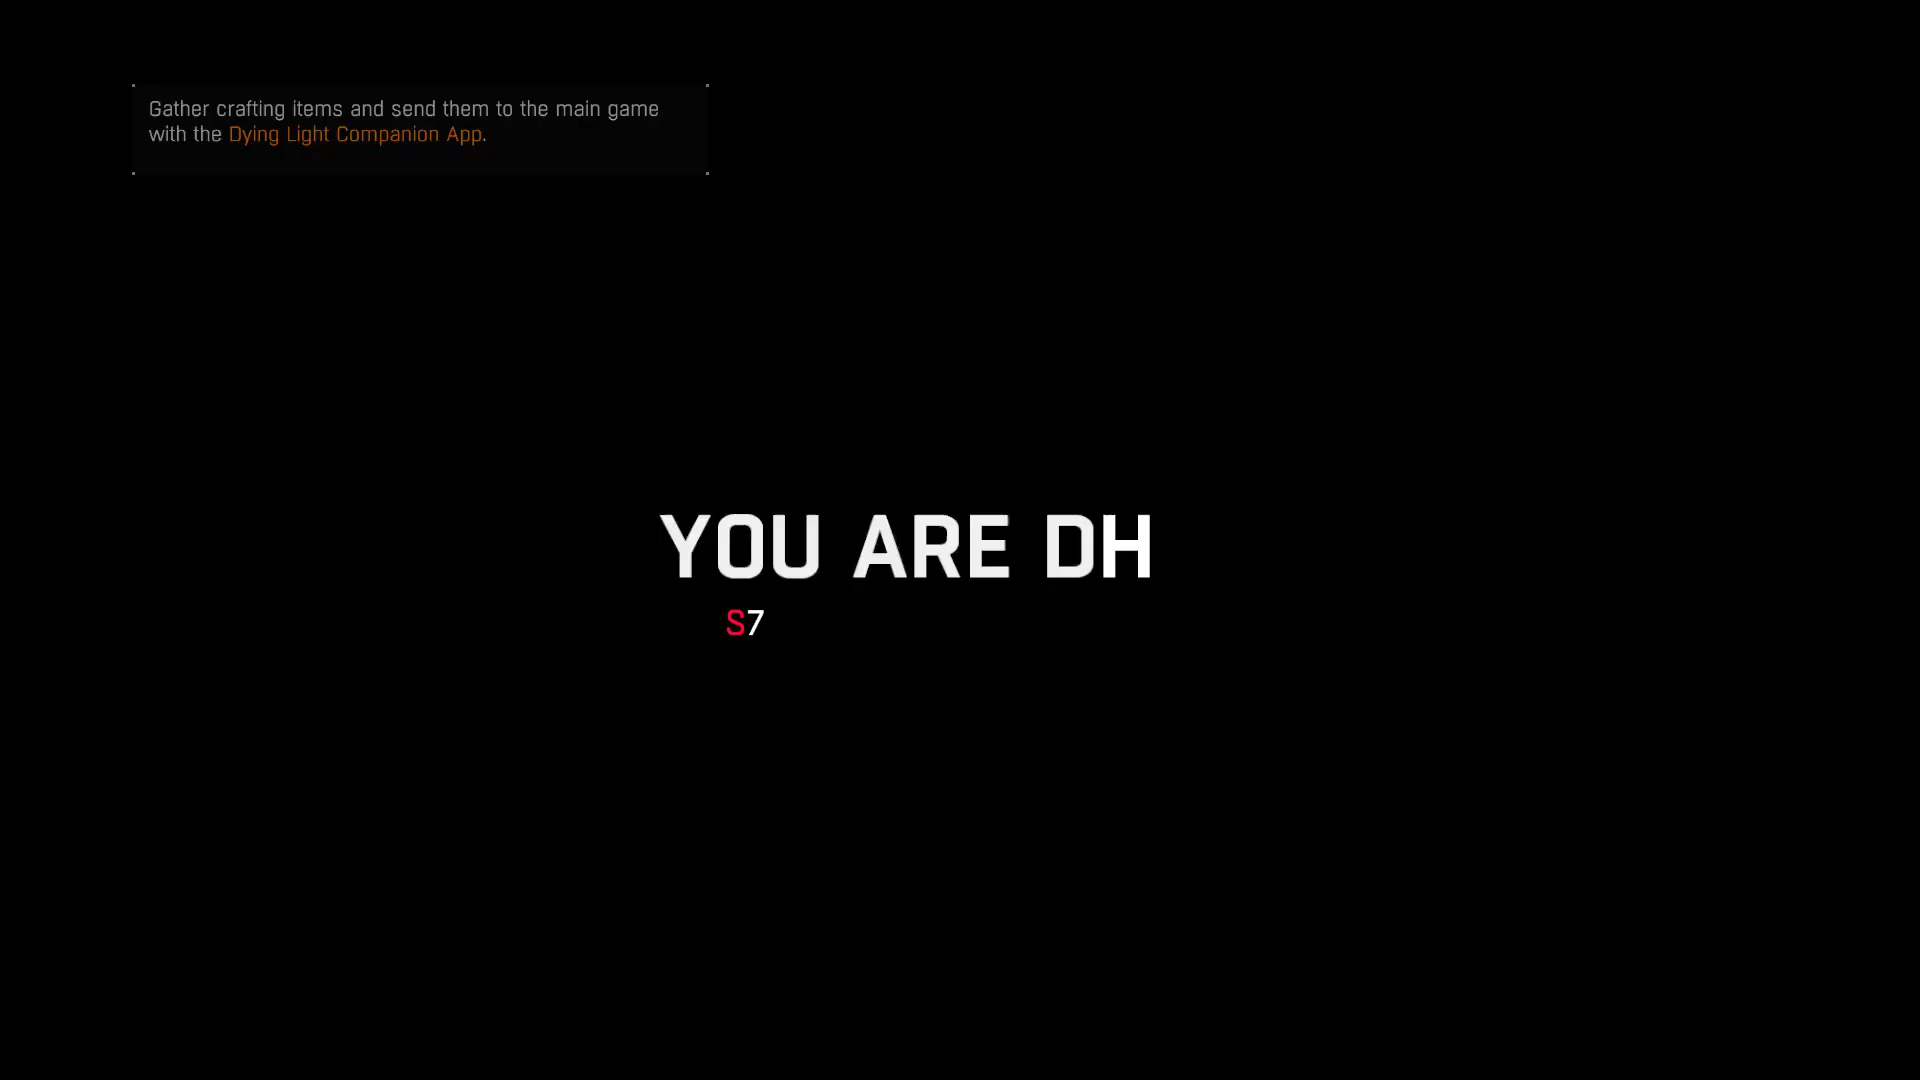 Gather crafting items and send them to the main game
with the Dying Light Companion App.
YOU ARE DH
S7